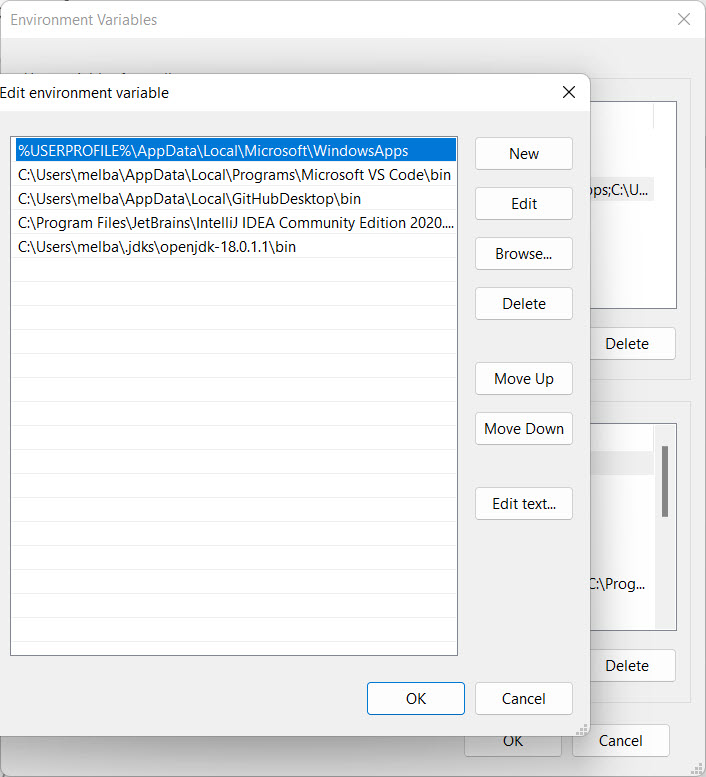 Environment Variables
Edit environment variable
%USERPROFILE%\AppData\Local\Microsoft\WindowsApps
C:\Users\melba\AppData\Local\Programs\Microsoft VS Code\bin
C:\Users\melba\AppData\Local\GitHubDesktop\bin
C:\Program Files\JetBrains\IntelliJ IDEA Community Edition 2020....
C:\Users\melba\.jdks\openjdk-18.0.1.1\bin
New
Edit
Browse...
Delete
Move Up
Move Down
Edit text...
OK
Cancel
ops;C:\U...
Delete
C:\Prog...
Delete
OK
Cancel